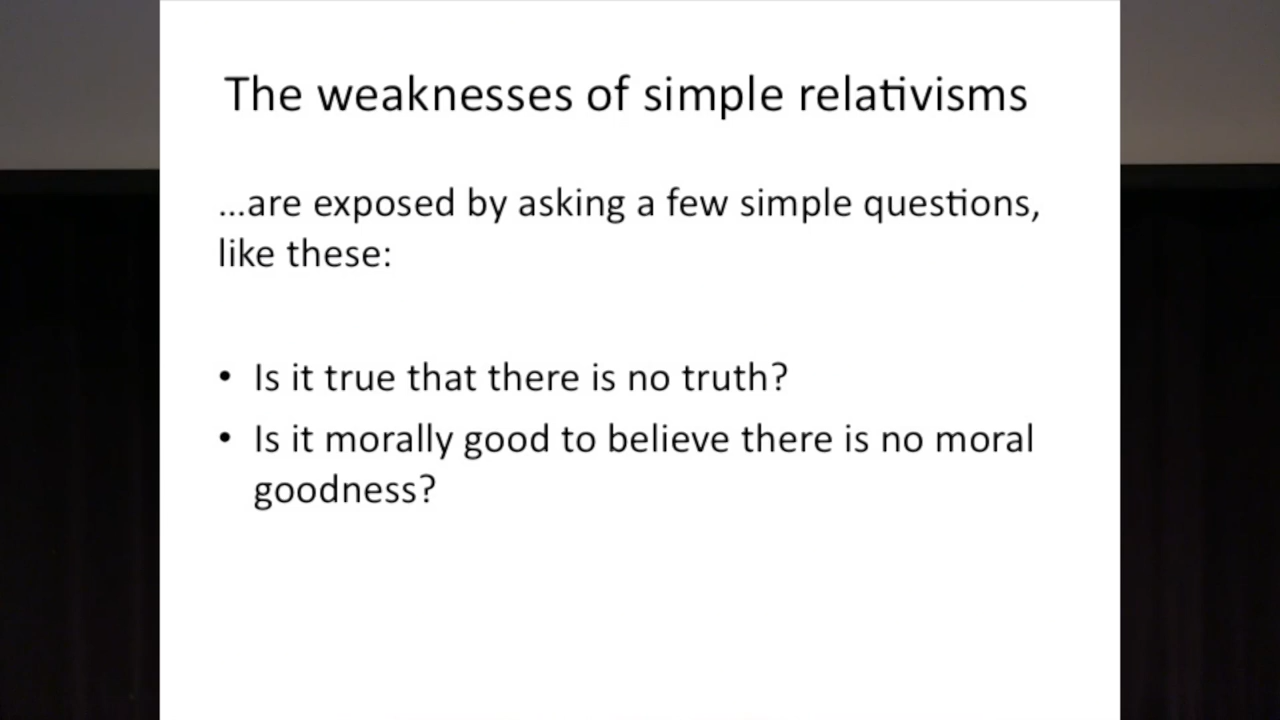 The weaknesses of simple relativisms
...are exposed by asking a few simple questions,
like these:
• Is it true that there is no truth?
• Is it morally good to believe there is no moral
goodness?